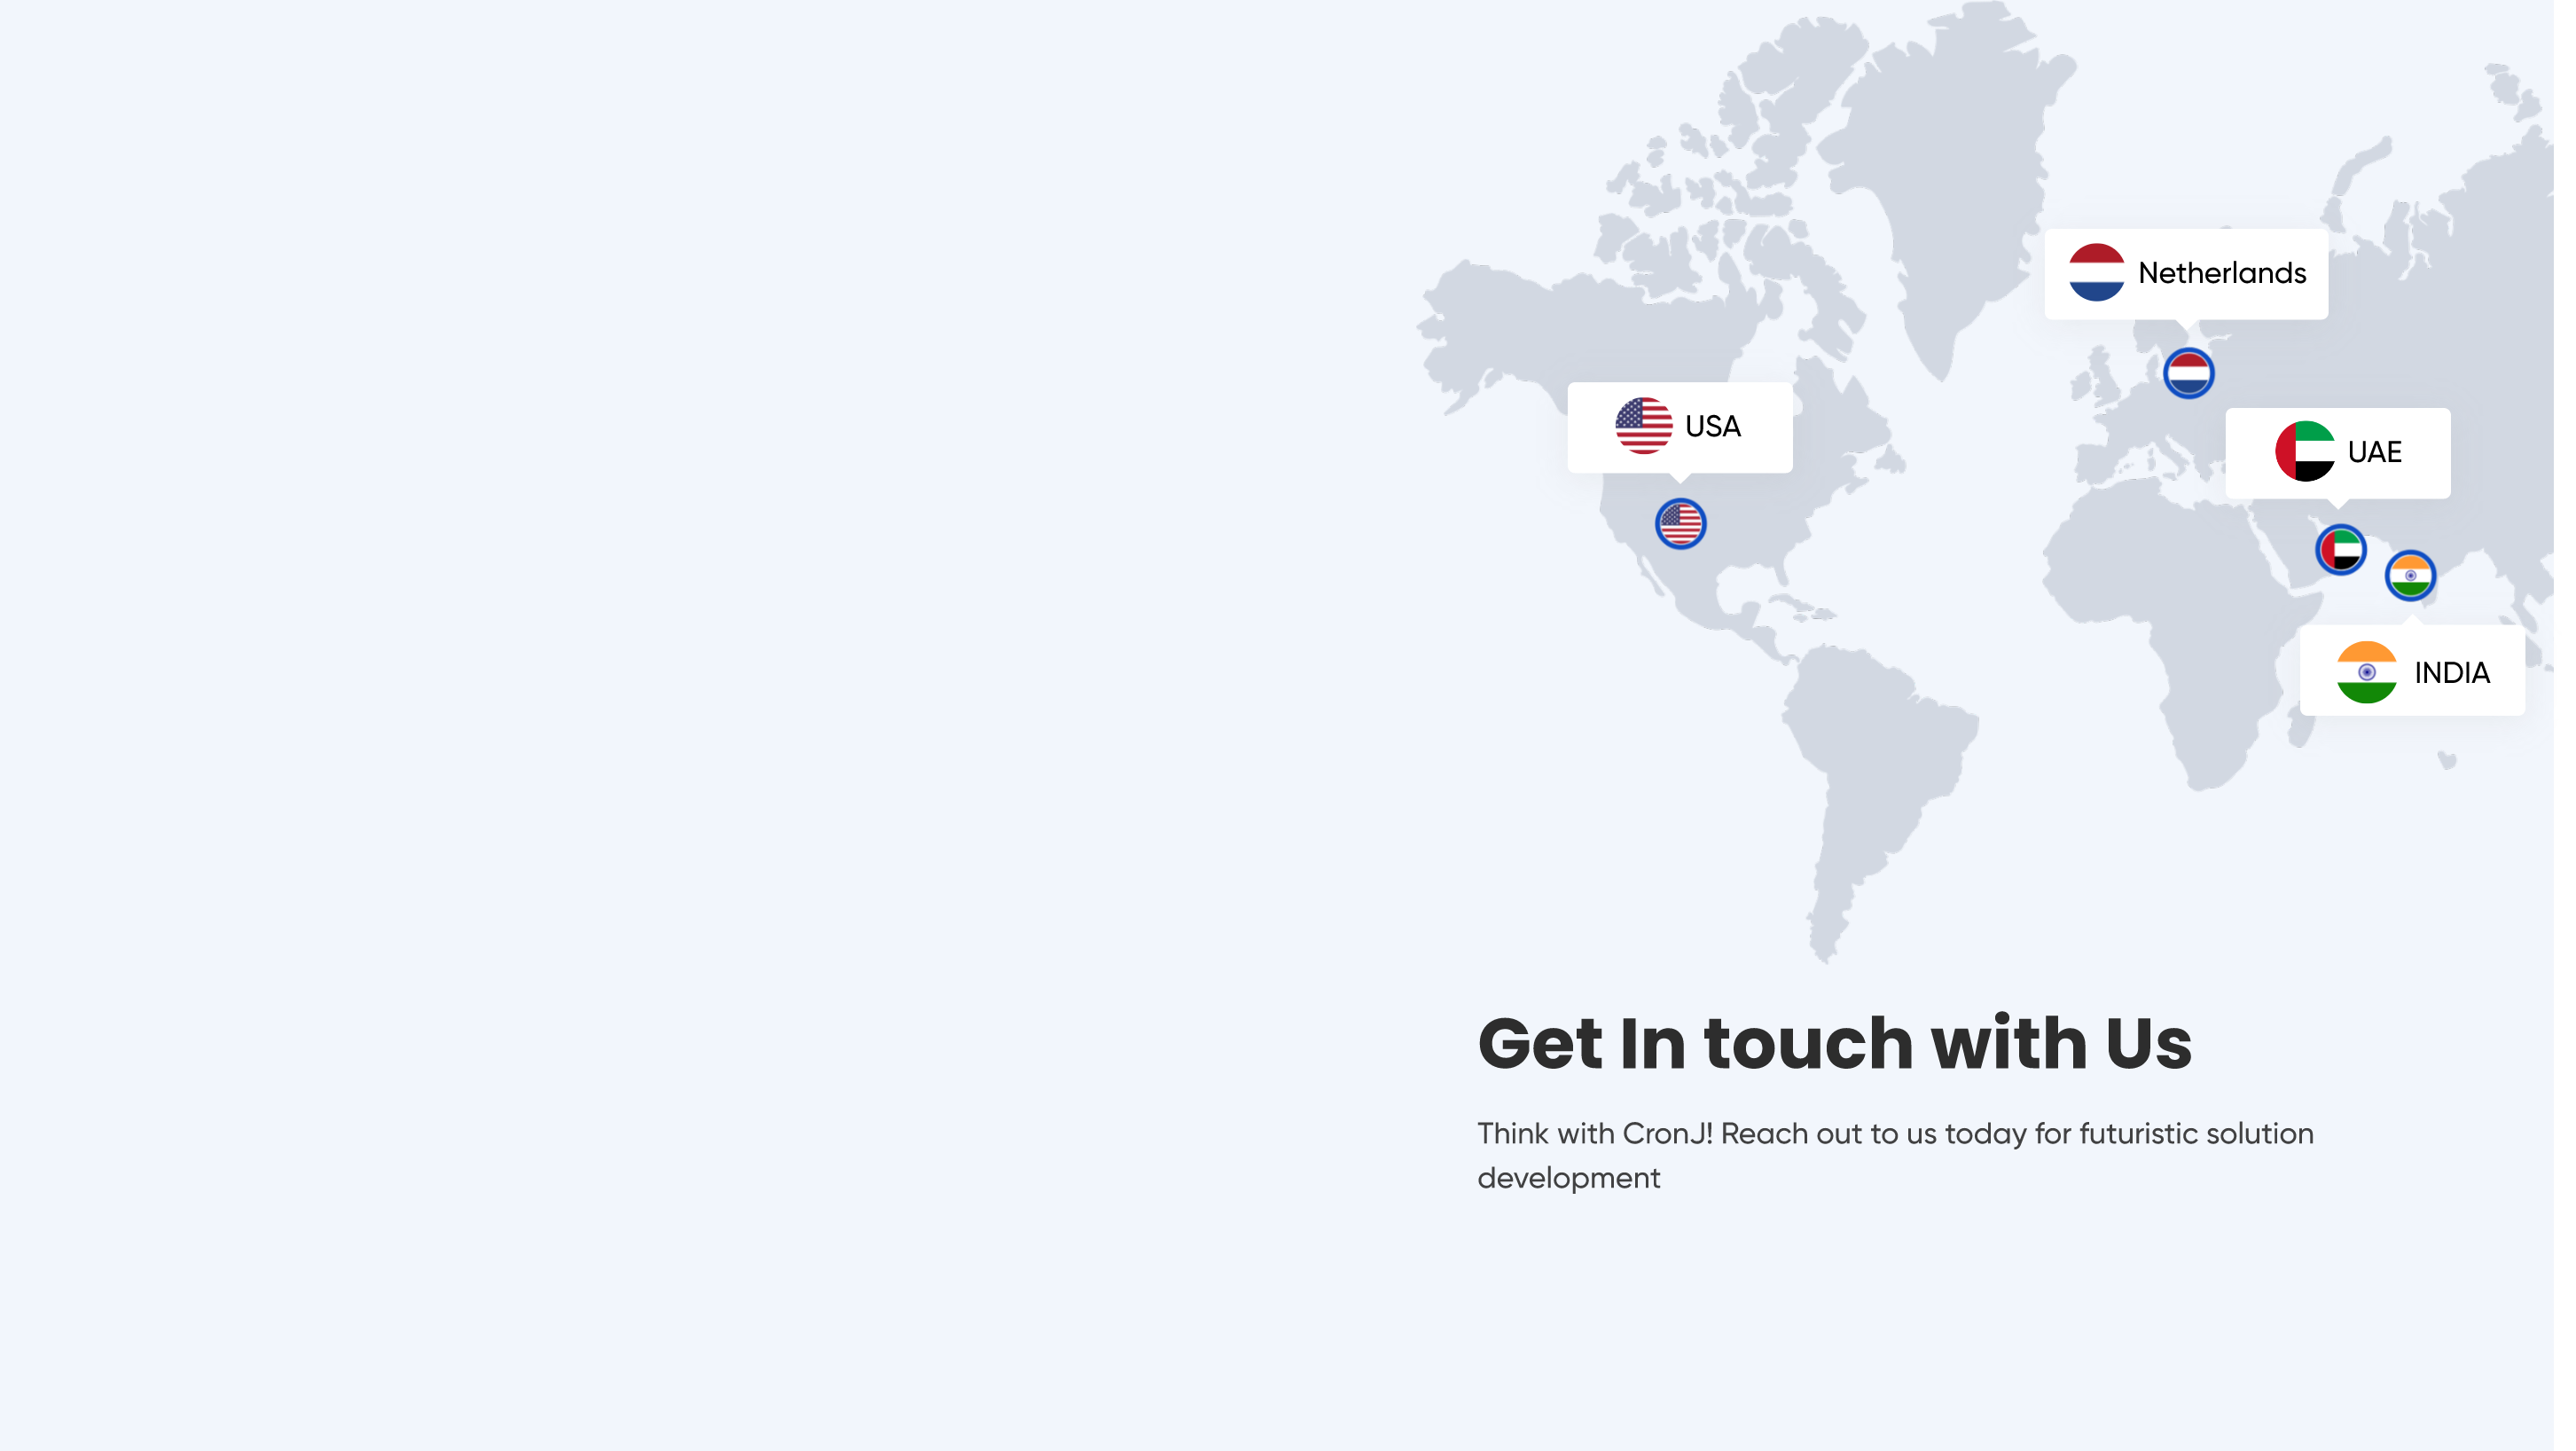 Netherlands
USA
UAE
INDIA
Get In touch with Us
Think with CronJ! Reach out to us today for futuristic solution
development